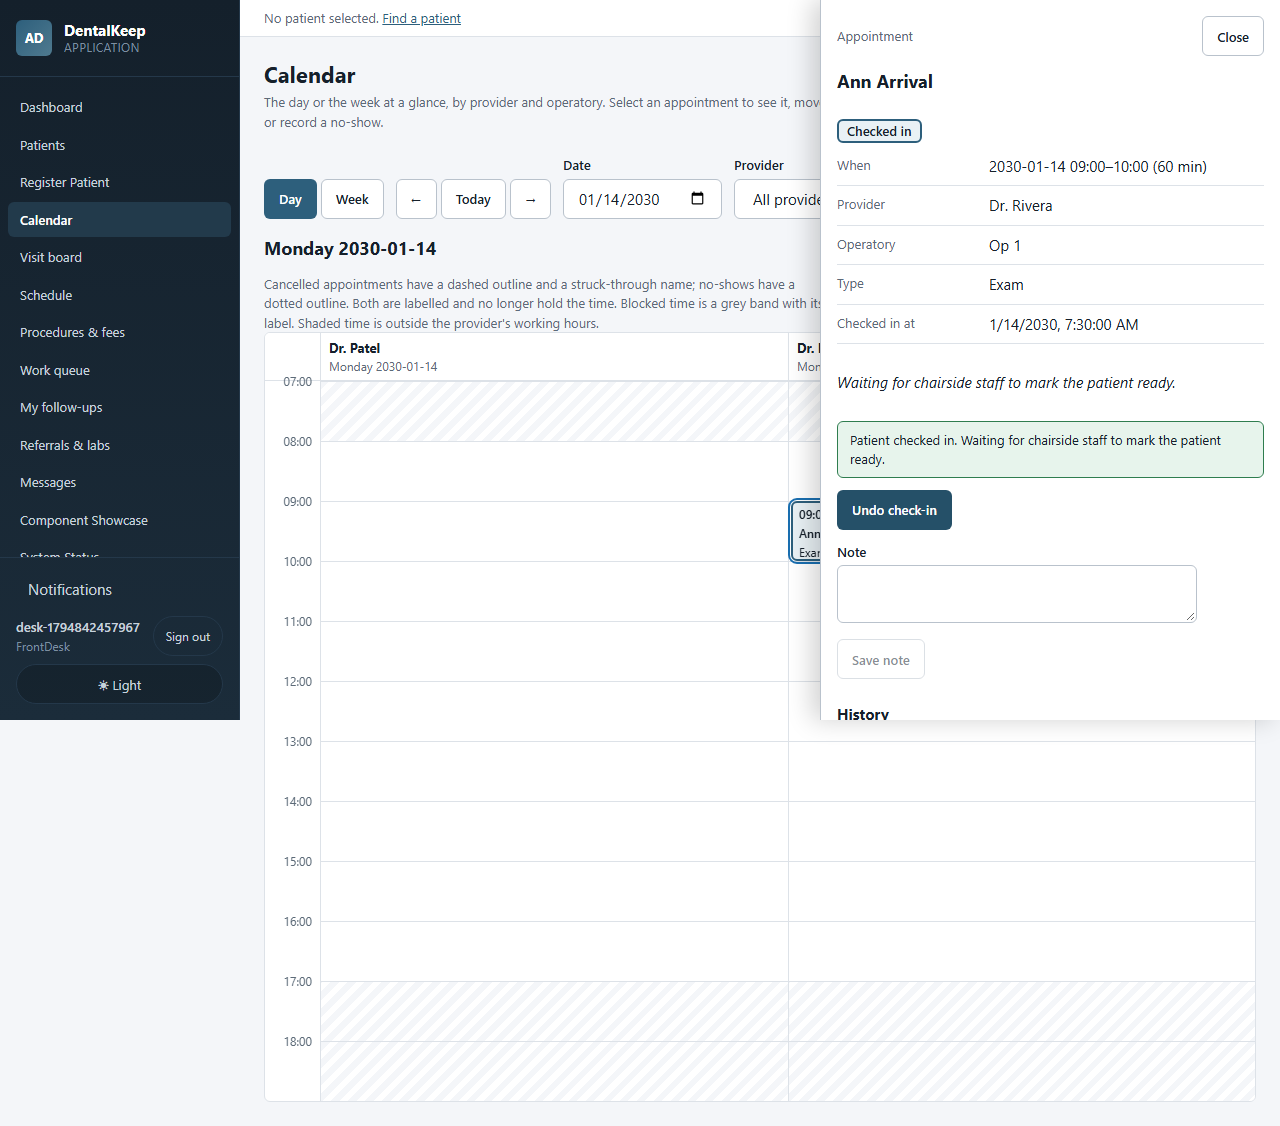 AD
DentalKeep
APPLICATION
Dashboard
Patients
Register Patient
Calendar
Visit board
Schedule
Procedures & fees
Work queue
My follow-ups
Referrals & labs
Messages
Component Showcase
System Status
Notifications
desk-1794842457967
FrontDesk
Sign out
☀ Light
No patient selected. Find a patient
Calendar
The day or the week at a glance, by provider and operatory. Select an appointment to see it, mov
or record a no-show.
Day
Week
←
Today
→
Date
01/14/2030
Provider
All provide
Monday 2030-01-14
Cancelled appointments have a dashed outline and a struck-through name; no-shows have a
dotted outline. Both are labelled and no longer hold the time. Blocked time is a grey band with its
label. Shaded time is outside the provider's working hours.
Dr. Patel
Monday 2030-01-14
Dr.
Mon
07:00
08:00
09:00
10:00
11:00
12:00
13:00
14:00
15:00
16:00
17:00
18:00
09:0
Ann
Exam
Appointment
Close
Ann Arrival
Checked in
When
2030-01-14 09:00–10:00 (60 min)
Provider
Dr. Rivera
Operatory
Op 1
Type
Exam
Checked in at
1/14/2030, 7:30:00 AM
Waiting for chairside staff to mark the patient ready.
Patient checked in. Waiting for chairside staff to mark the patient
ready.
Undo check-in
Note
Save note
History